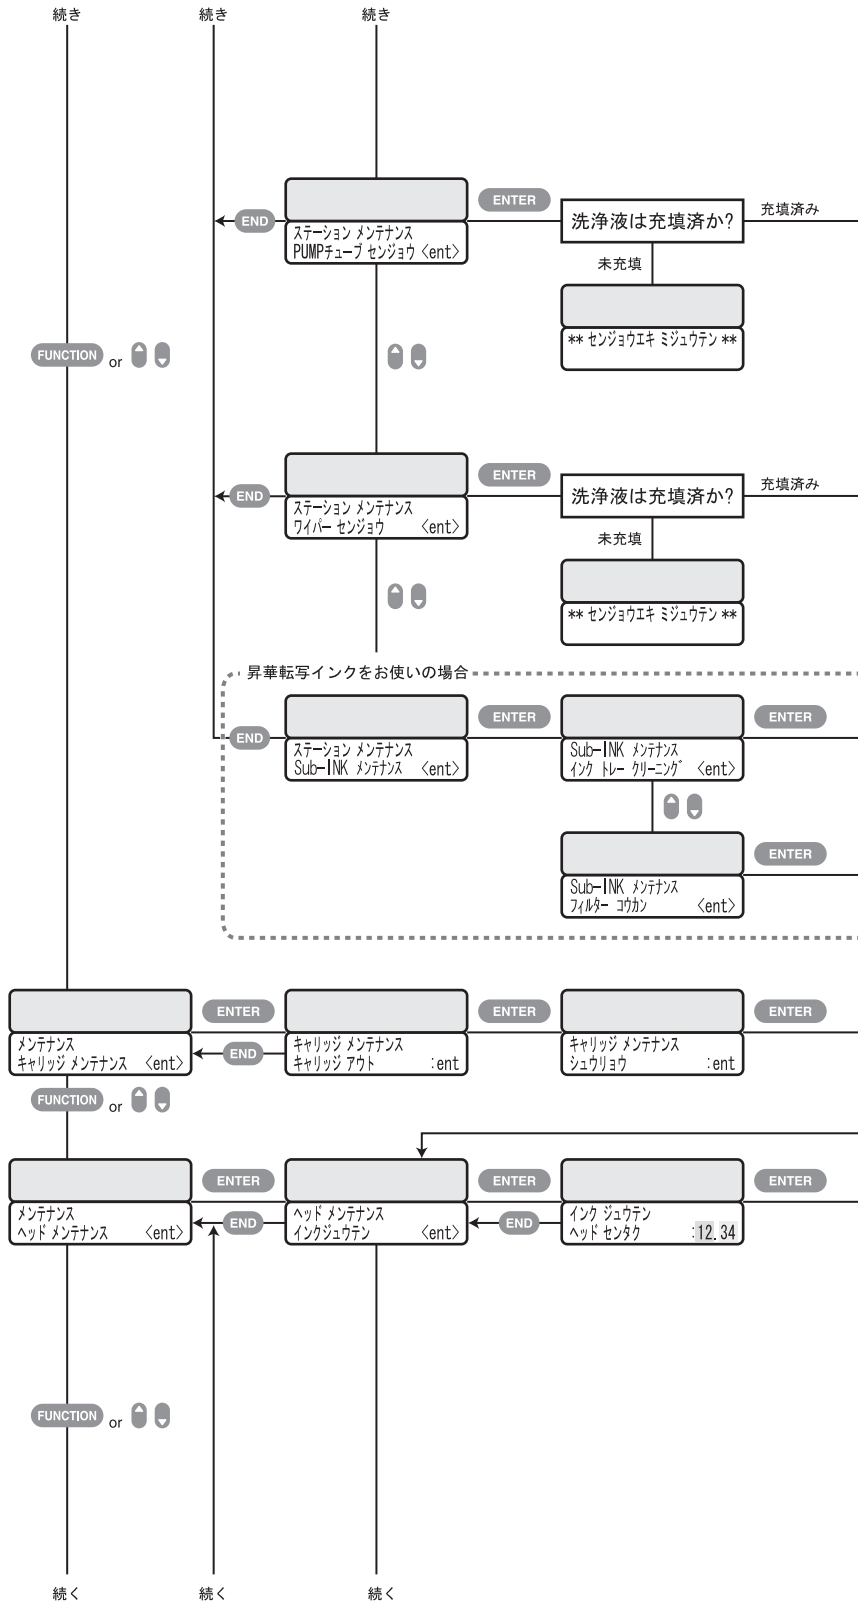 続き 続き 続き
ENTER
END
洗浄液は充填済か?
充填済み
ステーション メンテナンス
PUMPチューブ センジョウ <ent>
未充填
** センジョウエキ ミジュウテン **
FUNCTION or
ENTER
END
洗浄液は充填済か?
充填済み
ステーション メンテナンス
ワイパー センジョウ <ent>
未充填
** センジョウエキ ミジュウテン **
昇華転写インクをお使いの場合
ENTER ENTER
END
ステーション メンテナンス
Sub-INK メンテナンス <ent>
Sub-INK メンテナンス
インク トレー クリーニング <ent>
ENTER
Sub-INK メンテナンス
フィルター コウカン <ent>
ENTER ENTER ENTER
メンテナンス
キャリッジ メンテナンス <ent>
END
キャリッジ メンテナンス
キャリッジ アウト :ent
キャリッジ メンテナンス
シュウリョウ :ent
FUNCTION or
ENTER ENTER ENTER
メンテナンス
ヘッド メンテナンス <ent>
END
ヘッド メンテナンス
インクジュウテン <ent>
END
インク ジュウテン
ヘッド センタク :12.34
FUNCTION or
続く 続く 続く